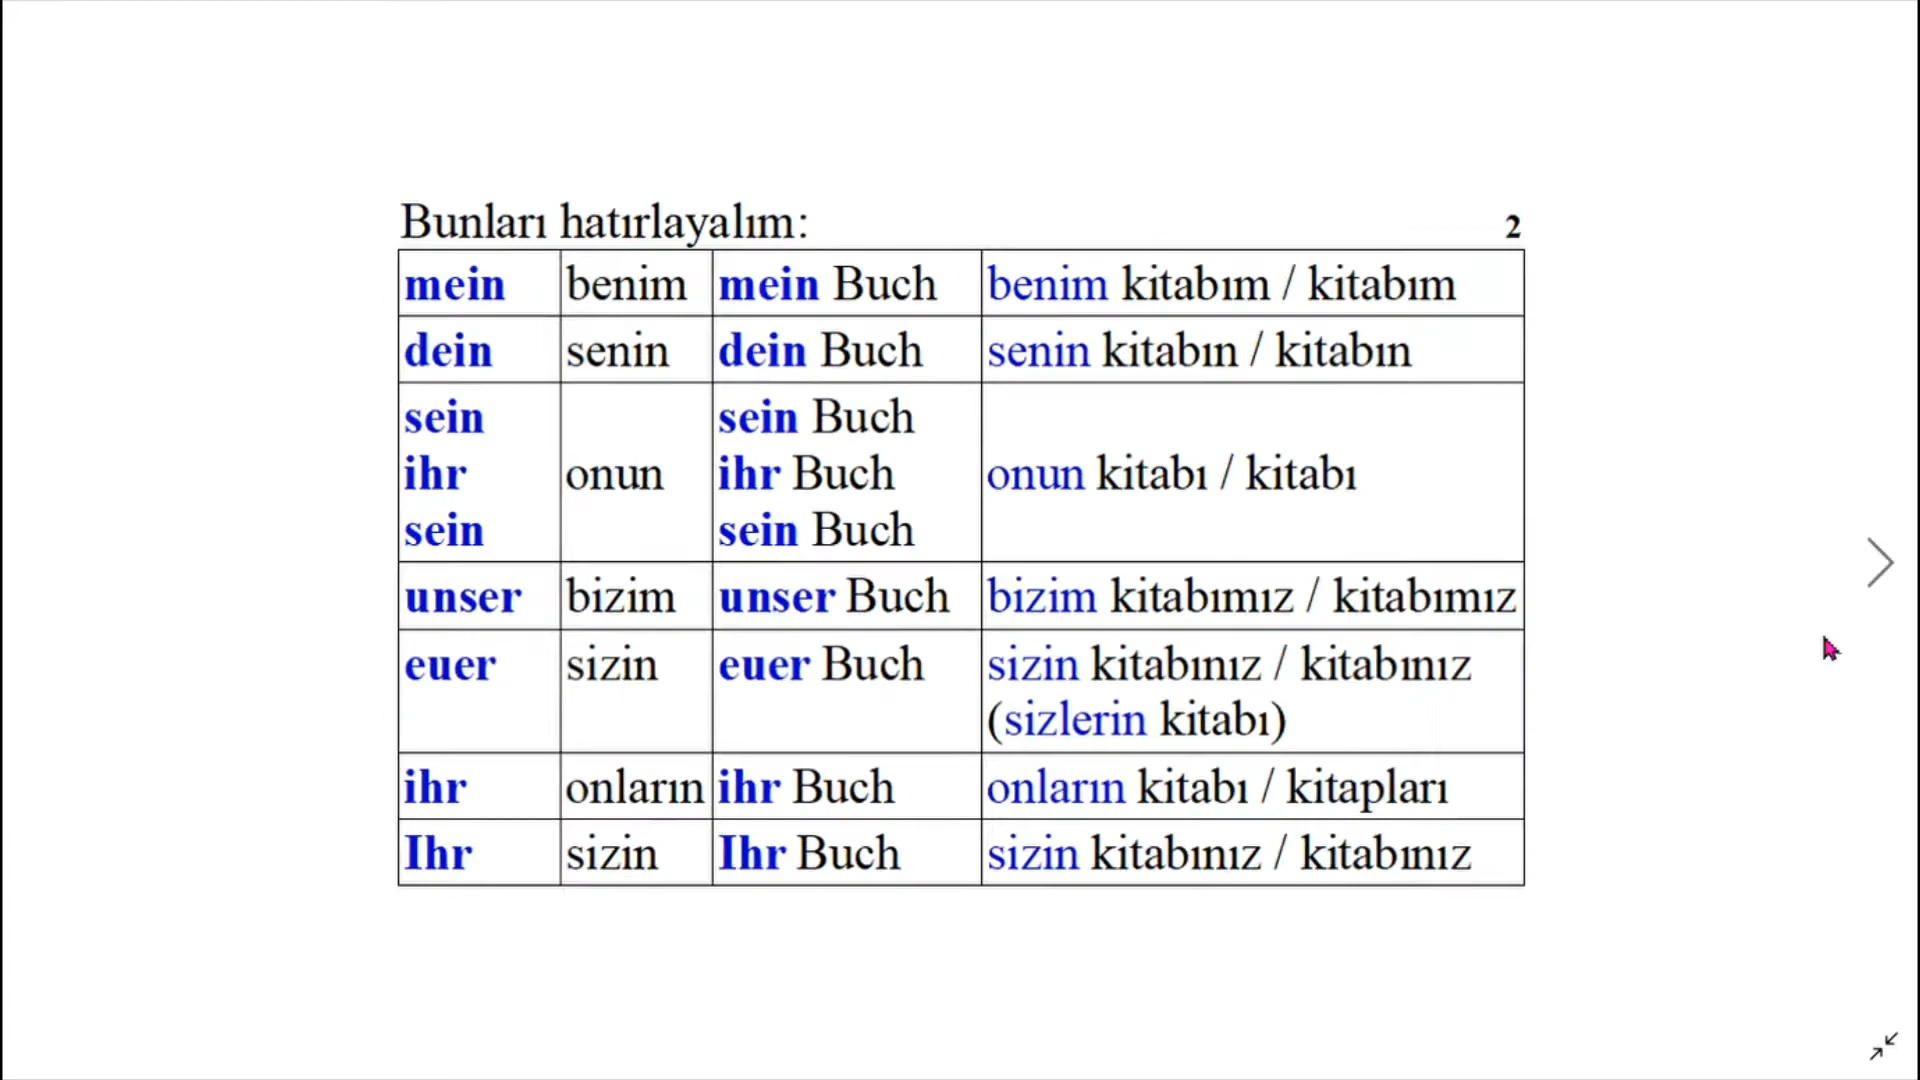 Bunları hatırlayalım: 2
mein benim mein Buch benim kitabım / kitabım
dein senin dein Buch senin kitabın / kitabın
sein sein Buch
ihr onun ihr Buch onun kitabı / kitabı
sein sein Buch
unser bizim unser Buch bizim kitabımız / kitabımız
euer sizin euer Buch sizin kitabınız / kitabınız
(sizlerin kitabı)
ihr onların ihr Buch onların kitabı / kitapları
Ihr sizin Ihr Buch sizin kitabınız / kitabınız